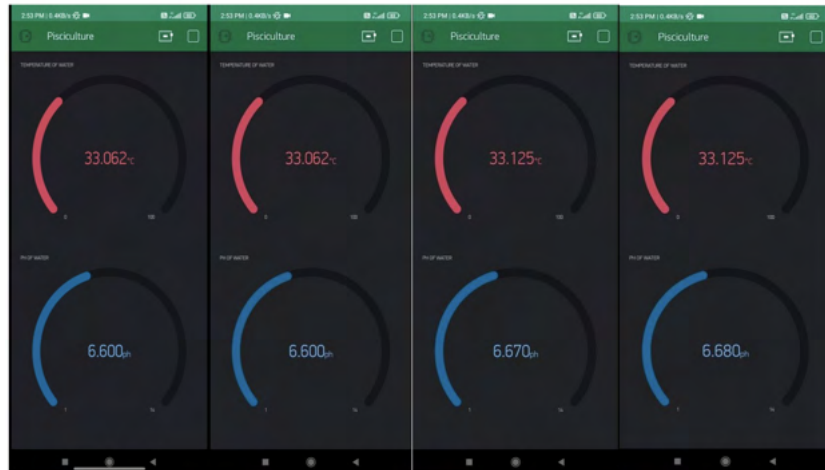 2:53 PM | 0.4KB/s
Pisciculture
TEMPERATURE OF WATER
33.062°C
0 100
PH OF WATER
6.600ph
1 14
2:53 PM | 0.4KB/s
Pisciculture
TEMPERATURE OF WATER
33.062°C
0 100
PH OF WATER
6.600ph
1 14
2:53 PM | 0.4KB/s
Pisciculture
TEMPERATURE OF WATER
33.125°C
0 100
PH OF WATER
6.670ph
1 14
2:53 PM | 0.4KB/s
Pisciculture
TEMPERATURE OF WATER
33.125°C
0 100
PH OF WATER
6.680ph
1 14